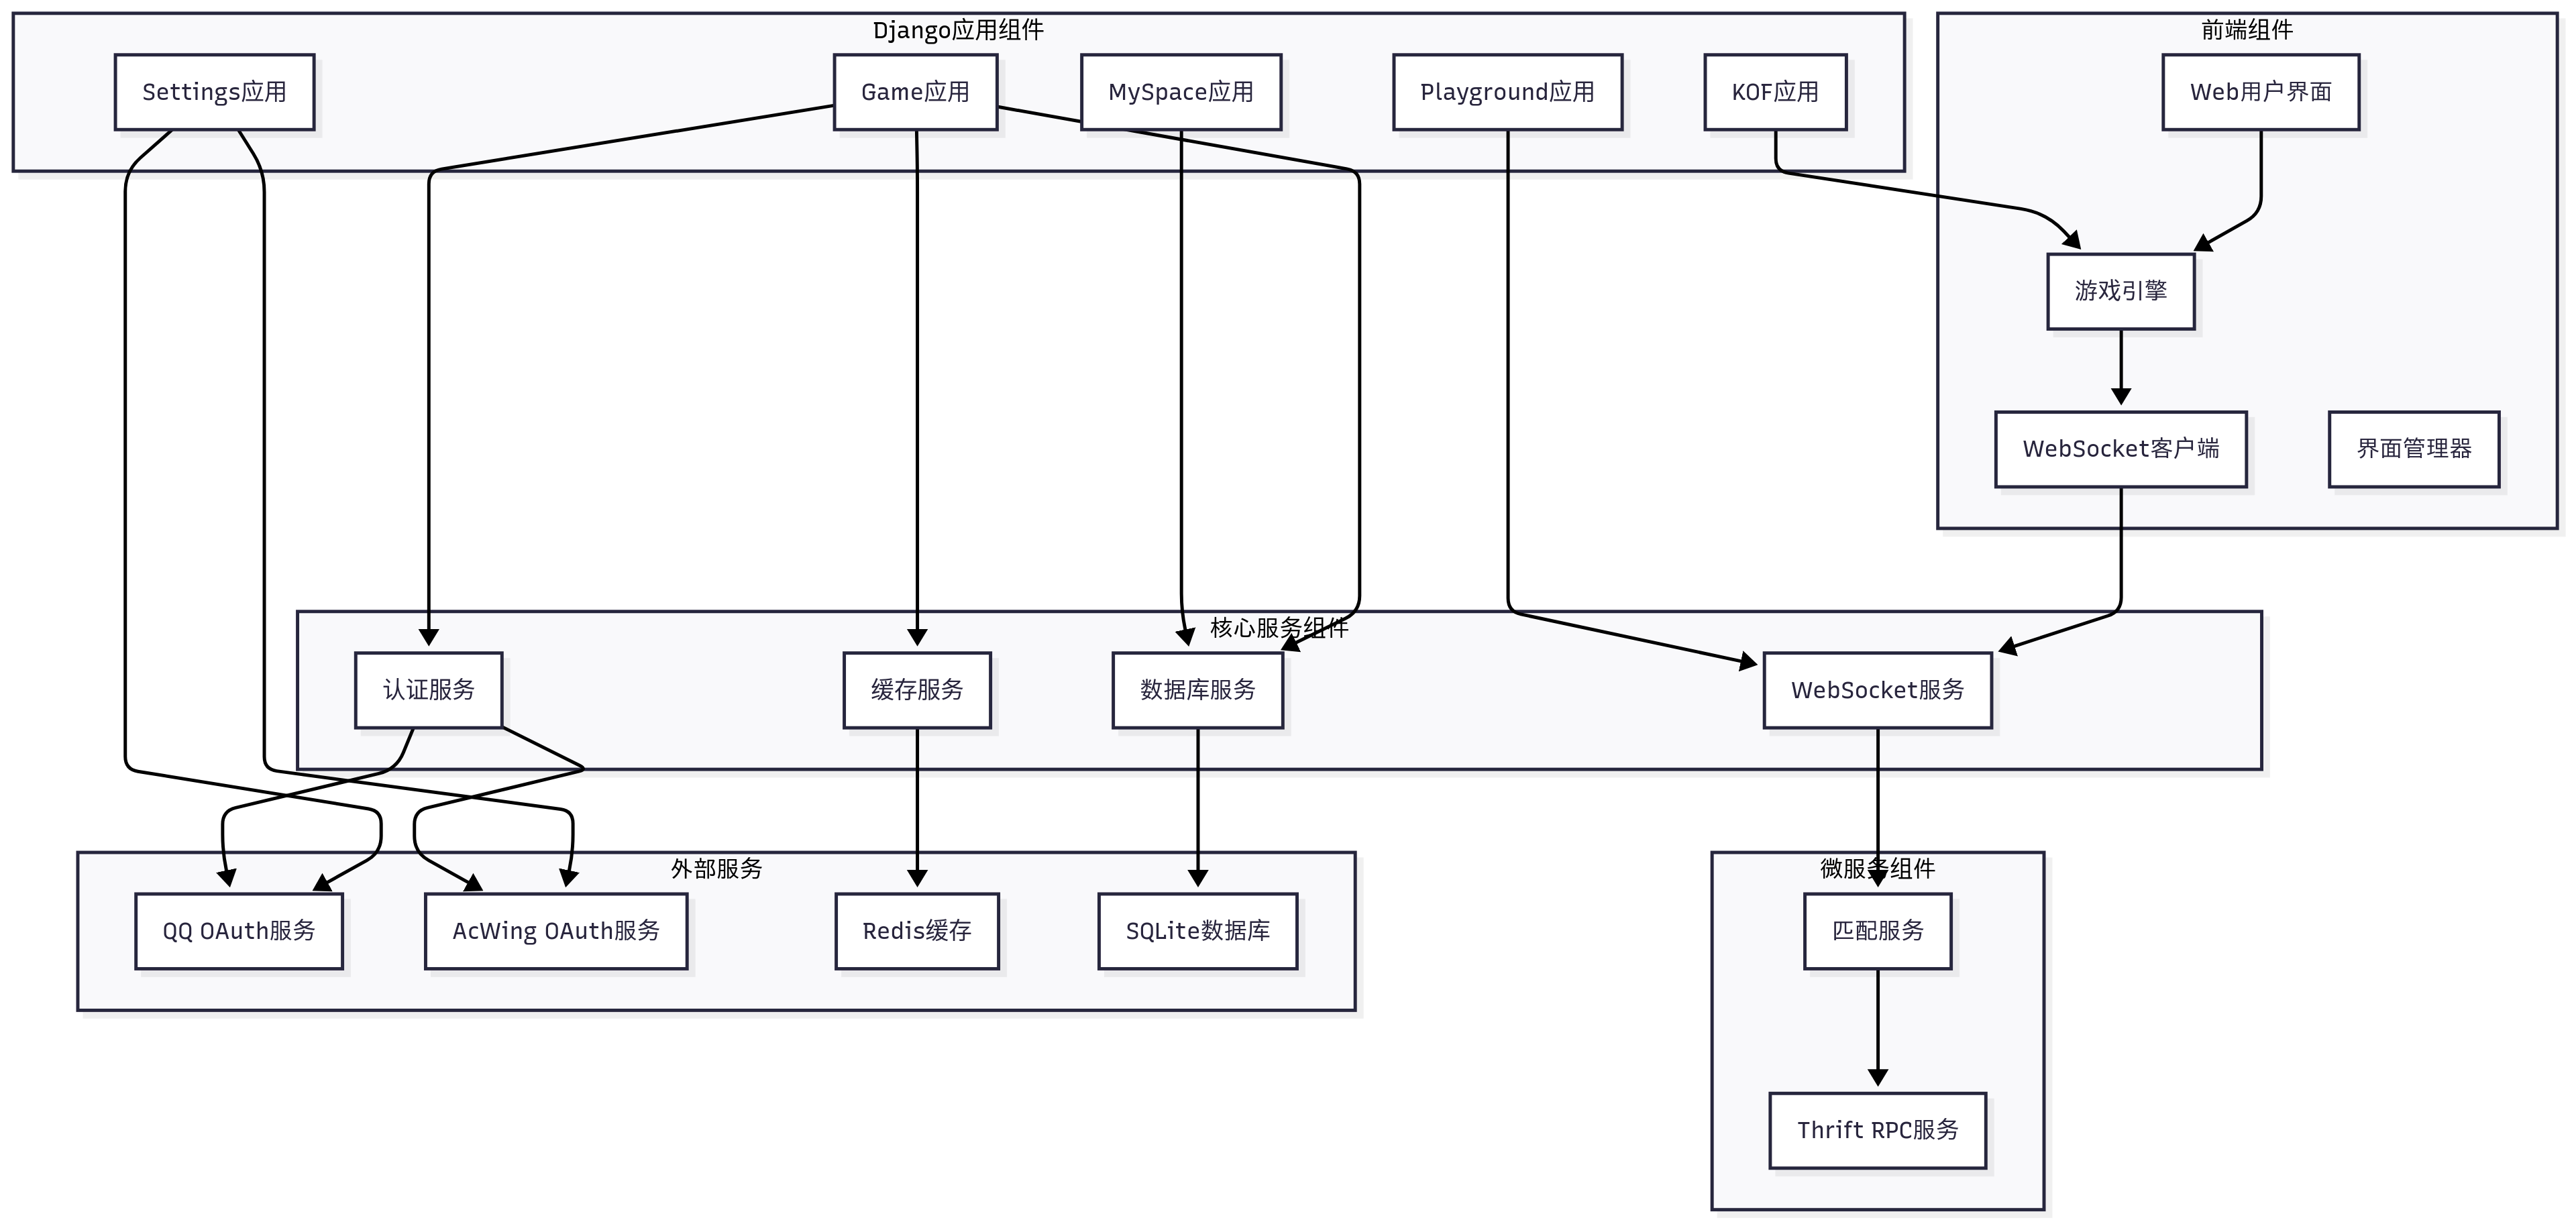 Django应用组件
Settings应用
Game应用
MySpace应用
Playground应用
KOF应用
前端组件
Web用户界面
游戏引擎
WebSocket客户端
界面管理器
核心服务组件
认证服务
缓存服务
数据库服务
WebSocket服务
外部服务
QQ OAuth服务
AcWing OAuth服务
Redis缓存
SQLite数据库
微服务组件
匹配服务
Thrift RPC服务